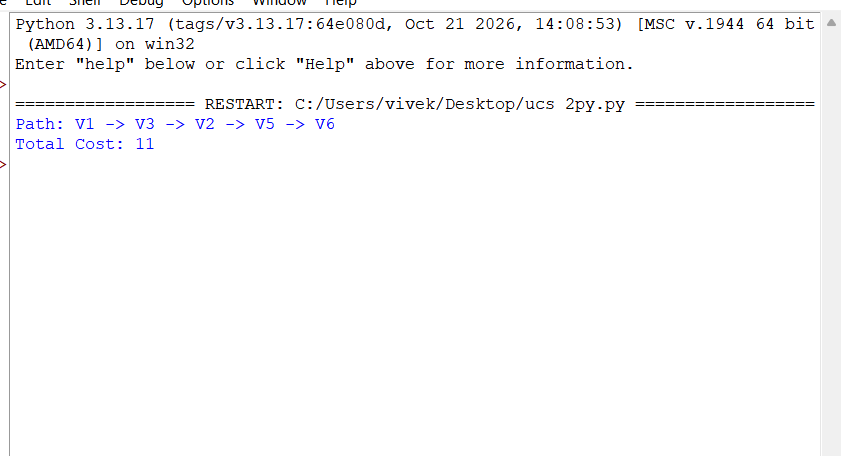 Edit Shell Debug Options Window Help
Python 3.13.17 (tags/v3.13.17:64e080d, Oct 21 2026, 14:08:53) [MSC v.1944 64 bit
(AMD64)] on win32
Enter "help" below or click "Help" above for more information.
>
================== RESTART: C:/Users/vivek/Desktop/ucs 2py.py ==================
Path: V1 -> V3 -> V2 -> V5 -> V6
Total Cost: 11
>